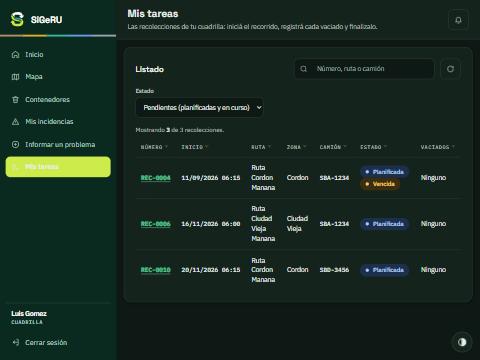 SIGeRU
Inicio
Mapa
Contenedores
Mis incidencias
Informar un problema
Mis tareas
Luis Gomez
CUADRILLA
Cerrar sesión
Mis tareas
Las recolecciones de tu cuadrilla: iniciá el recorrido, registrá cada vaciado y finalizalo.
Listado
Número, ruta o camión
Estado
Pendientes (planificadas y en curso)
Mostrando 3 de 3 recolecciones.
NÚMERO INICIO RUTA ZONA CAMIÓN ESTADO VACIADOS
REC-0004 11/09/2026 06:15 Ruta Cordon Manana Cordon SBA-1234 Planificada Vencida Ninguno
REC-0006 16/11/2026 06:00 Ruta Ciudad Vieja Manana Ciudad Vieja SBA-1234 Planificada Ninguno
REC-0010 20/11/2026 06:15 Ruta Cordon Manana Cordon SBD-3456 Planificada Ninguno